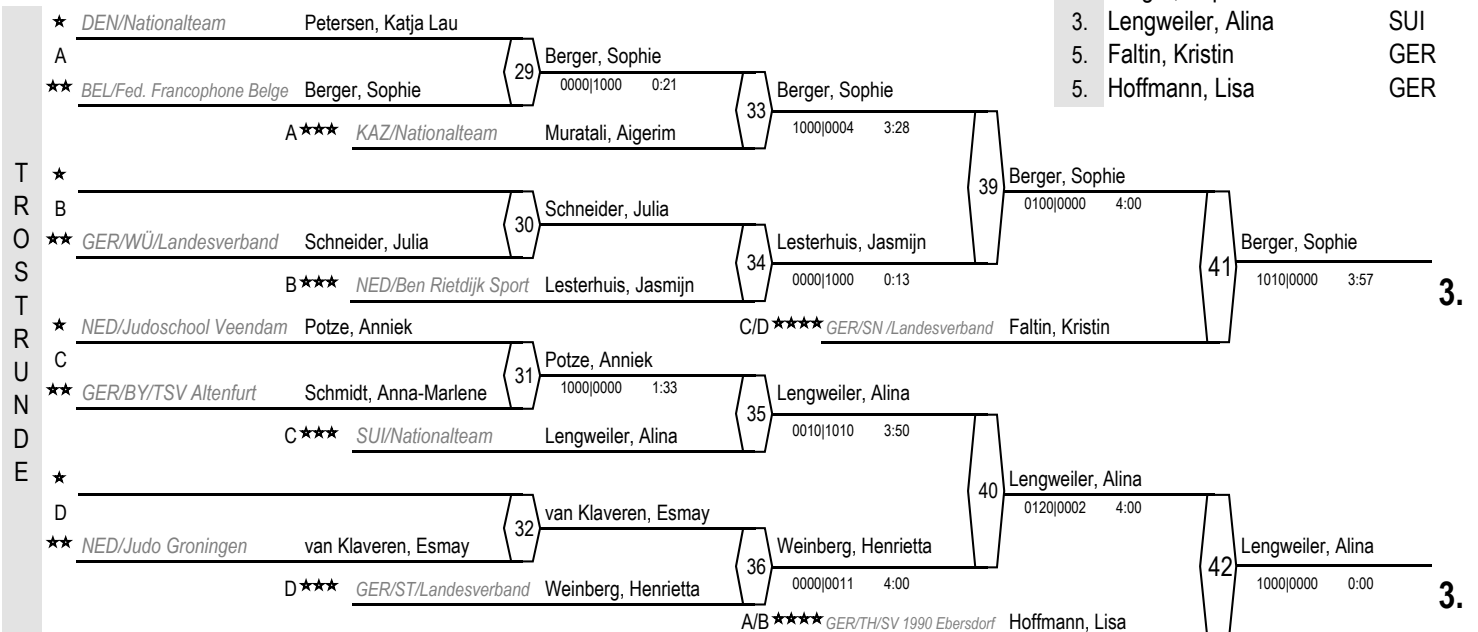 ★ DEN/Nationalteam Petersen, Katja Lau
A
★★ BEL/Fed. Francophone Belge Berger, Sophie
29
Berger, Sophie
0000|1000 0:21
A★★★ KAZ/Nationalteam Muratali, Aigerim
33
Berger, Sophie
1000|0004 3:28
3. Lengweiler, Alina SUI
5. Faltin, Kristin GER
5. Hoffmann, Lisa GER
TROSTRUNDE
★
B
★★ GER/WÜ/Landesverband Schneider, Julia
30
Schneider, Julia
B★★★ NED/Ben Rietdijk Sport Lesterhuis, Jasmijn
34
Lesterhuis, Jasmijn
0000|1000 0:13
39
Berger, Sophie
0100|0000 4:00
C/D★★★★ GER/SN /Landesverband Faltin, Kristin
41
Berger, Sophie
1010|0000 3:57
3.
★ NED/Judoschool Veendam Potze, Anniek
C
★★ GER/BY/TSV Altenfurt Schmidt, Anna-Marlene
31
Potze, Anniek
1000|0000 1:33
C★★★ SUI/Nationalteam Lengweiler, Alina
35
Lengweiler, Alina
0010|1010 3:50
★
D
★★ NED/Judo Groningen van Klaveren, Esmay
32
van Klaveren, Esmay
D★★★ GER/ST/Landesverband Weinberg, Henrietta
36
Weinberg, Henrietta
0000|0011 4:00
40
Lengweiler, Alina
0120|0002 4:00
A/B★★★★ GER/TH/SV 1990 Ebersdorf Hoffmann, Lisa
42
Lengweiler, Alina
1000|0000 0:00
3.